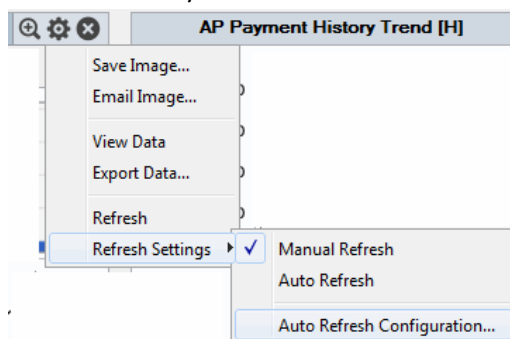 AP Payment History Trend [H]
Save Image...
Email Image...
View Data
Export Data...
Refresh
Refresh Settings
Manual Refresh
Auto Refresh
Auto Refresh Configuration...